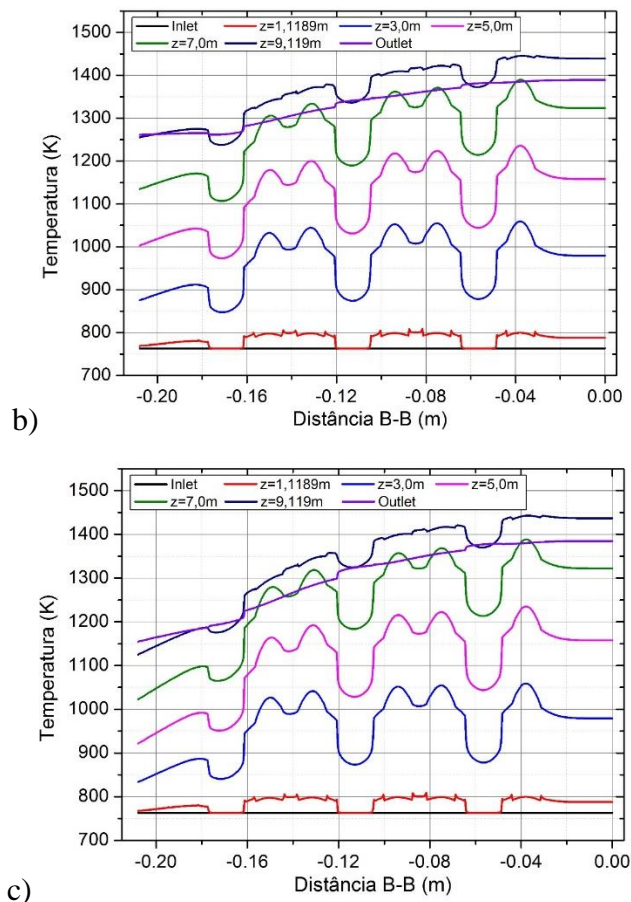 1500
1400
1300
1200
1100
1000
900
800
700
Temperatura (K)
Inlet z=1,1189m z=3,0m z=5,0m
z=7,0m z=9,119m Outlet
-0.20 -0.16 -0.12 -0.08 -0.04 0.00
Distância B-B (m)
b)
1500
1400
1300
1200
1100
1000
900
800
700
Temperatura (K)
Inlet z=1,1189m z=3,0m z=5,0m
z=7,0m z=9,119m Outlet
-0.20 -0.16 -0.12 -0.08 -0.04 0.00
Distância B-B (m)
c)